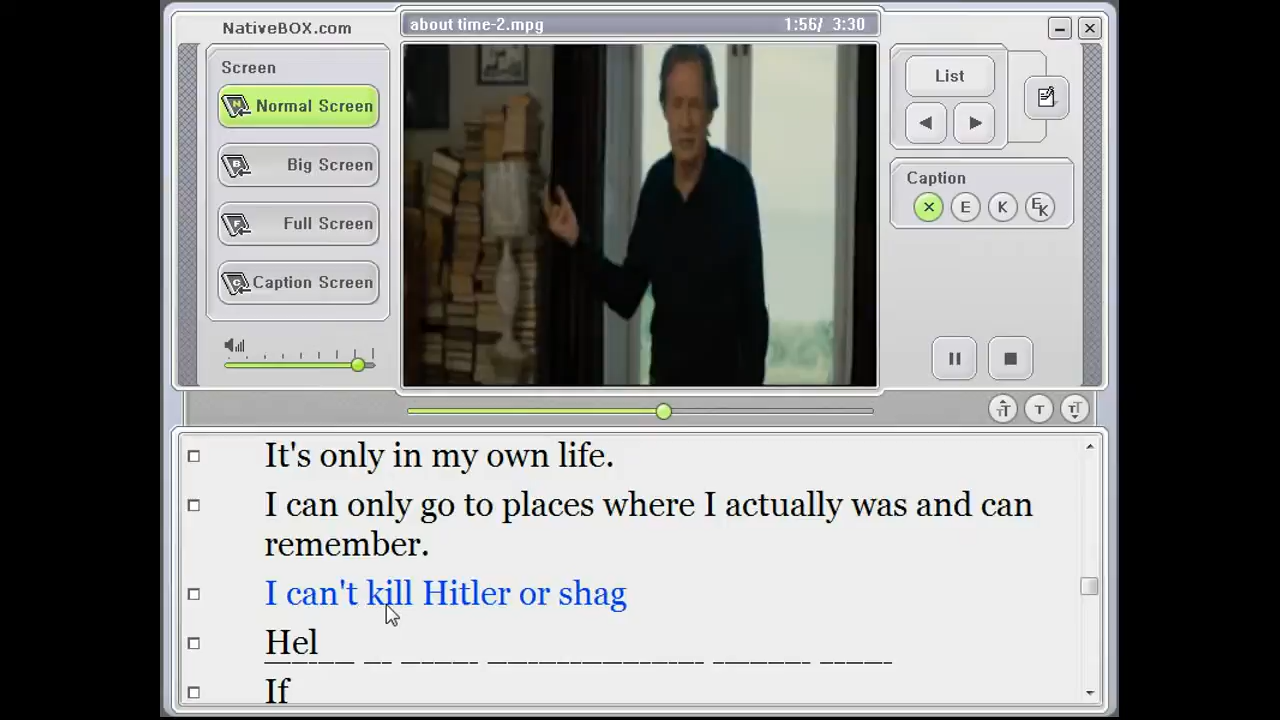 NativeBOX.com
about time-2.mpg 1:56/ 3:30
Screen
Normal Screen
Big Screen
Full Screen
Caption Screen
List
Caption
E K EK
T T T
It's only in my own life.
I can only go to places where I actually was and can
remember.
I can't kill Hitler or shag
Hel
If